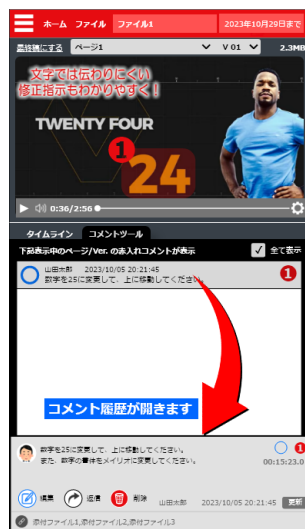 ホーム ファイル ファイル1 2023年10月29日まで
最終稿にする ページ1 V 01 2.3MB
文字では伝わりにくい
修正指示もわかりやすく！
TWENTY FOUR
1
24
0:36/2:56
タイムライン コメントツール
下記表示中のページ/Ver. の赤入れコメントが表示 全て表示
山田太郎 2023/10/05 20:21:45 1
数字を25に変更して、上に移動してください。
コメント履歴が開きます
数字を25に変更して、上に移動してください。 1
また、数字の書体をメイリオに変更してください。 00:15:23.0
編集 返信 削除 山田太郎 2023/10/05 20:21:45 更新
添付ファイル1,添付ファイル2,添付ファイル3